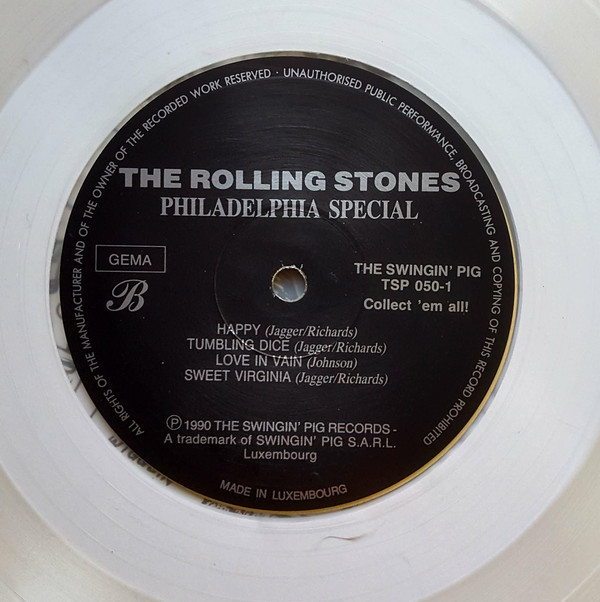 ALL RIGHTS OF THE MANUFACTURER AND OF THE OWNER OF THE RECORDED WORK RESERVED · UNAUTHORISED PUBLIC PERFORMANCE, BROADCASTING AND COPYING OF THIS RECORD PROHIBITED
THE ROLLING STONES
PHILADELPHIA SPECIAL
GEMA
B
THE SWINGIN' PIG
TSP 050-1
Collect 'em all!
HAPPY (Jagger/Richards)
TUMBLING DICE (Jagger/Richards)
LOVE IN VAIN (Johnson)
SWEET VIRGINIA (Jagger/Richards)
℗ 1990 THE SWINGIN' PIG RECORDS -
A trademark of SWINGIN' PIG S.A.R.L.
Luxembourg
MADE IN LUXEMBOURG